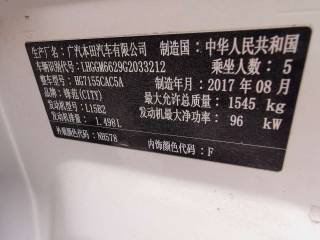 生产厂名：广汽本田汽车有限公司 制造国：中华人民共和国
车辆识别代号：LHGGM6629G2033212 乘坐人数：5
整车型号：HG7155CAC5A 制造年月：2017年08月
品牌：锋范(CITY) 最大允许总质量：1545 kg
发动机型号：L15B2 发动机最大净功率：96 kW
发动机排量：1.498L
外廊颜色代码：NH578 内饰颜色代码：F